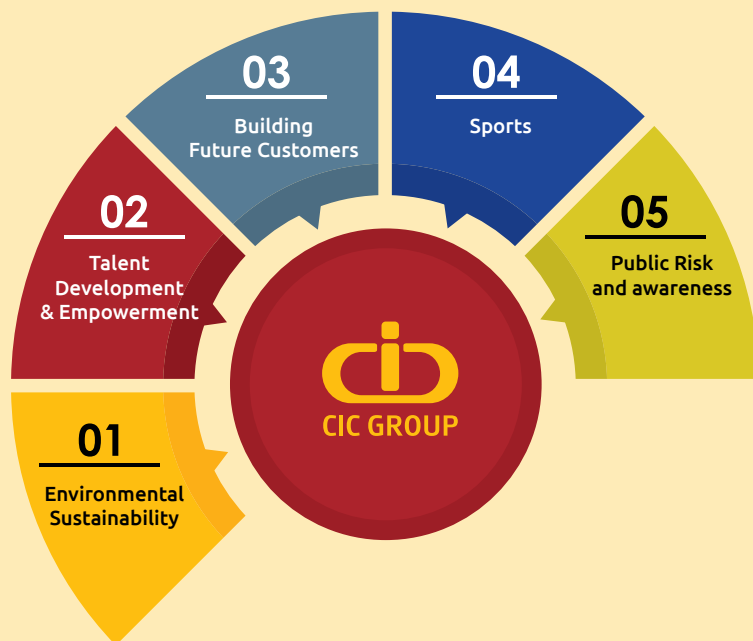 01
Environmental
Sustainability
02
Talent
Development
& Empowerment
03
Building
Future Customers
04
Sports
05
Public Risk
and awareness
CIC GROUP